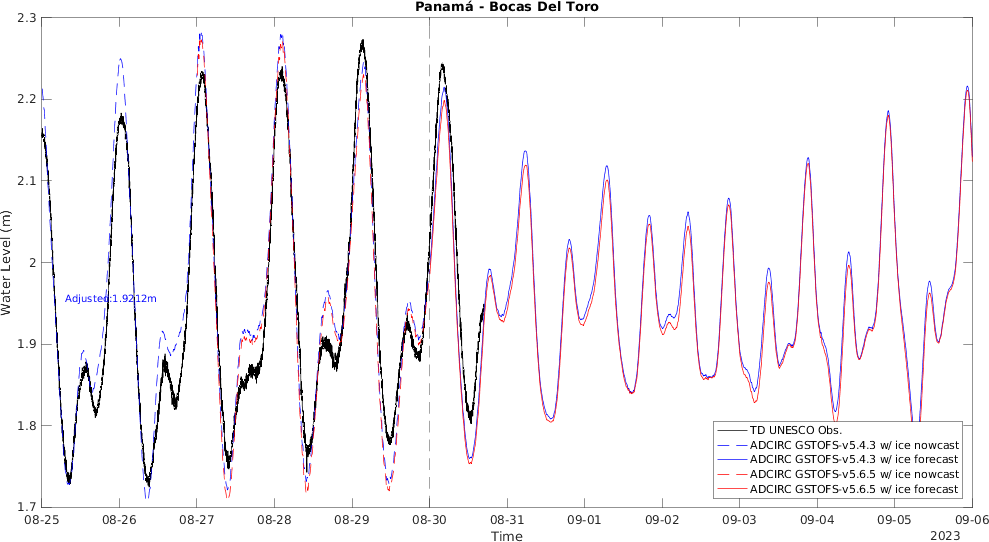 Panamá - Bocas Del Toro
2.3
2.2
2.1
2
1.9
1.8
1.7
Water Level (m)
Adjusted:1.9212m
TD UNESCO Obs.
ADCIRC GSTOFS-v5.4.3 w/ ice nowcast
ADCIRC GSTOFS-v5.4.3 w/ ice forecast
ADCIRC GSTOFS-v5.6.5 w/ ice nowcast
ADCIRC GSTOFS-v5.6.5 w/ ice forecast
08-25 08-26 08-27 08-28 08-29 08-30 08-31 09-01 09-02 09-03 09-04 09-05 09-06
Time
2023